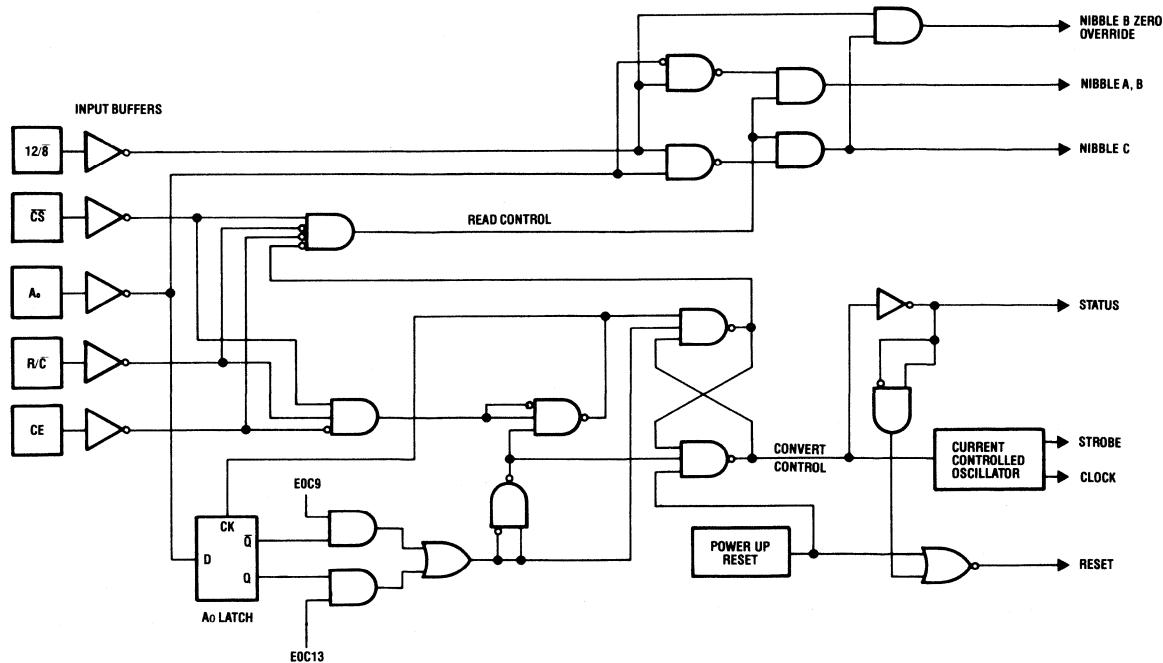 NIBBLE B ZERO
OVERRIDE
NIBBLE A, B
INPUT BUFFERS
12/8̅
NIBBLE C
C̅S̅
READ CONTROL
A₀
STATUS
R/C̅
CE
CONVERT
CONTROL
CURRENT
CONTROLLED
OSCILLATOR
STROBE
CLOCK
EOC9
CK
Q̅
D
Q
POWER UP
RESET
RESET
A₀ LATCH
EOC13